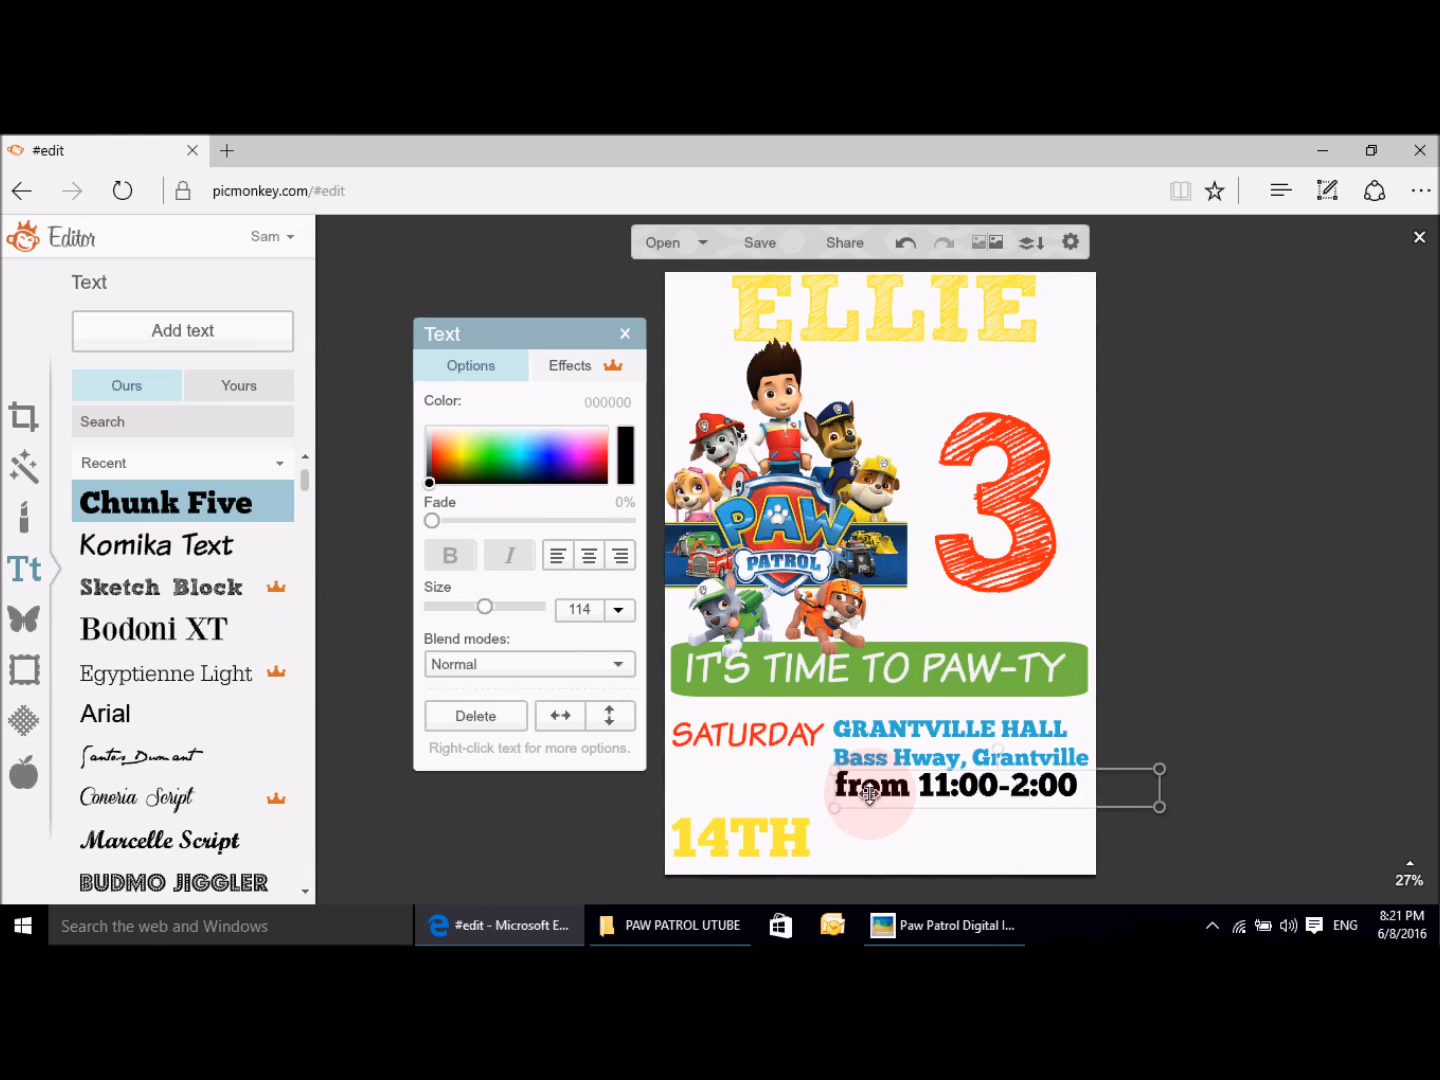 #edit
picmonkey.com/#edit
Editor
Sam
Open
Save
Share
Text
Add text
Ours
Yours
Search
Recent
Chunk Five
Komika Text
Sketch Block
Bodoni XT
Egyptienne Light
Arial
Santos Dumont
Coneria Script
Marcelle Script
BUDMO JIGGLER
Text
Options
Effects
Color:
000000
Fade
0%
B
I
Size
114
Blend modes:
Normal
Delete
Right-click text for more options.
ELLIE
3
PAW
PATROL
IT'S TIME TO PAW-TY
SATURDAY
GRANTVILLE HALL
Bass Hway, Grantville
from 11:00-2:00
14TH
27%
Search the web and Windows
#edit - Microsoft E...
PAW PATROL UTUBE
Paw Patrol Digital I...
ENG
8:21 PM
6/8/2016